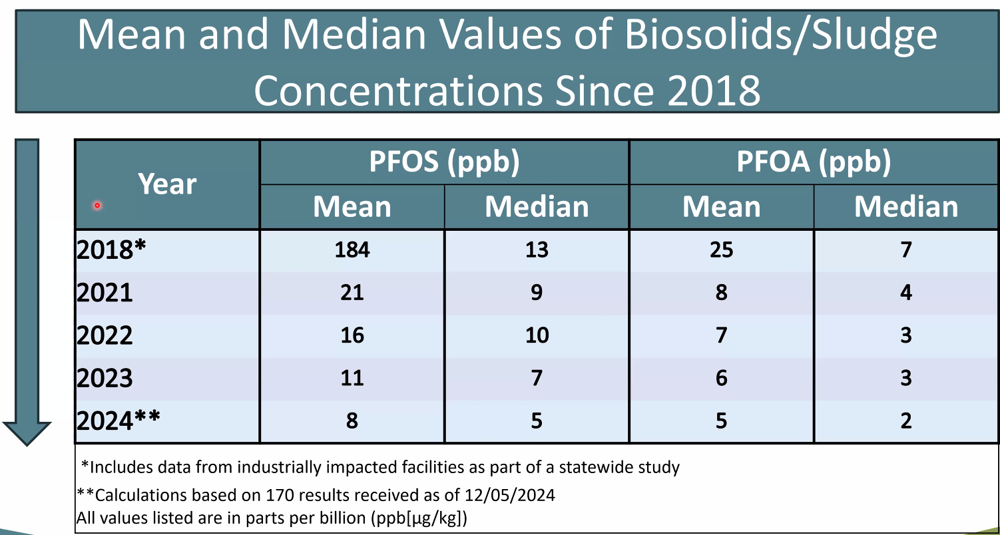 Mean and Median Values of Biosolids/Sludge
Concentrations Since 2018
Year PFOS (ppb) PFOA (ppb)
Mean Median Mean Median
2018* 184 13 25 7
2021 21 9 8 4
2022 16 10 7 3
2023 11 7 6 3
2024** 8 5 5 2
*Includes data from industrially impacted facilities as part of a statewide study
**Calculations based on 170 results received as of 12/05/2024
All values listed are in parts per billion (ppb[µg/kg])